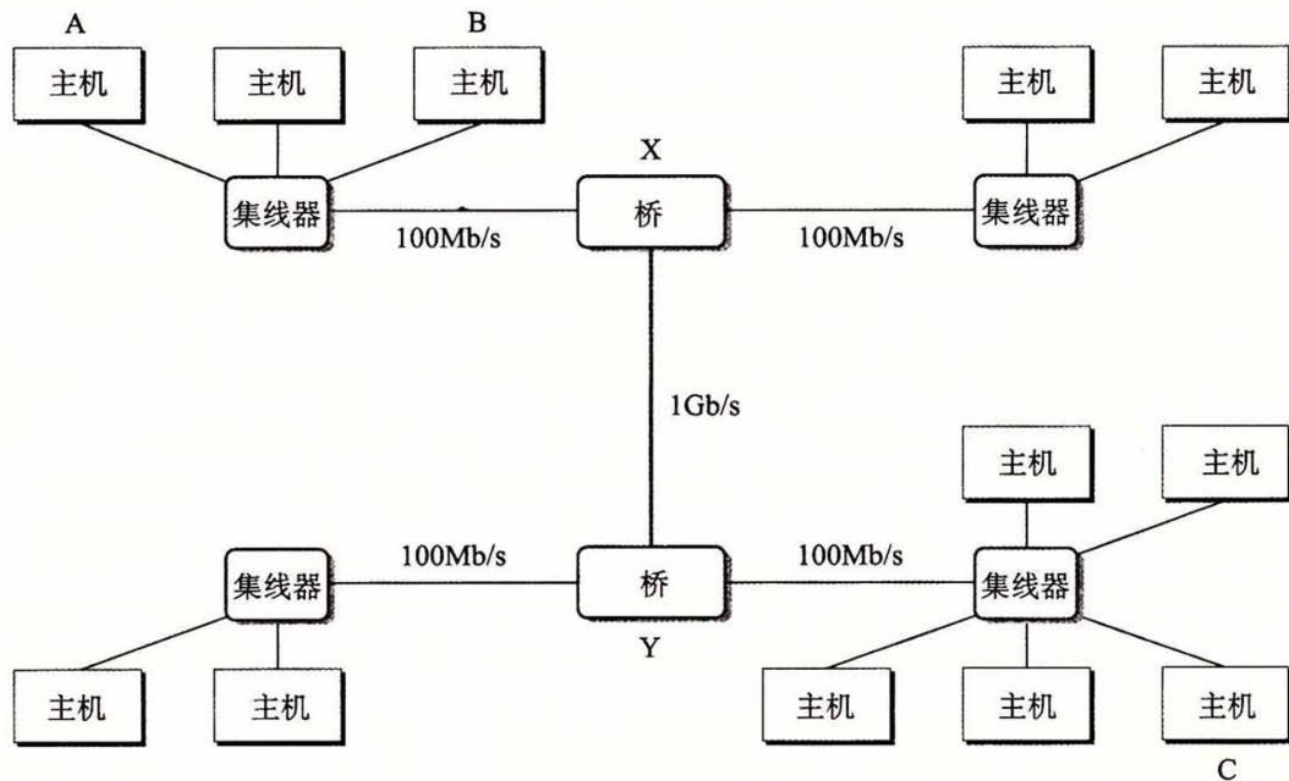 A
B
主机
主机
主机
主机
主机
X
集线器
桥
集线器
100Mb/s
100Mb/s
1Gb/s
主机
主机
100Mb/s
100Mb/s
集线器
桥
集线器
Y
主机
主机
主机
主机
主机
C